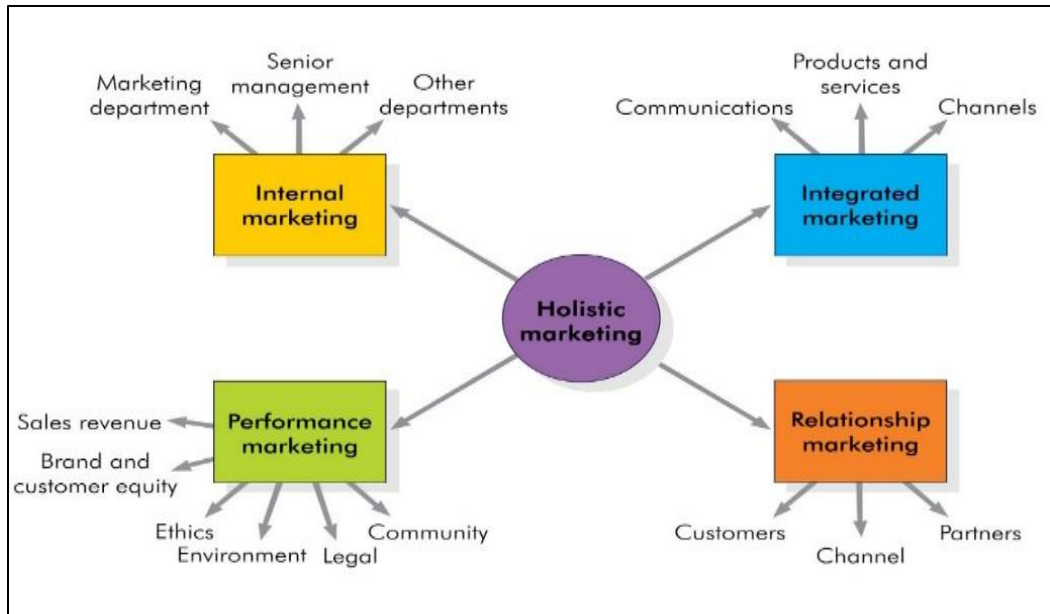 Marketing
department
Senior
management
Other
departments
Internal
marketing
Communications
Products and
services
Channels
Integrated
marketing
Holistic
marketing
Performance
marketing
Sales revenue
Brand and
customer equity
Ethics
Environment
Legal
Community
Relationship
marketing
Customers
Channel
Partners